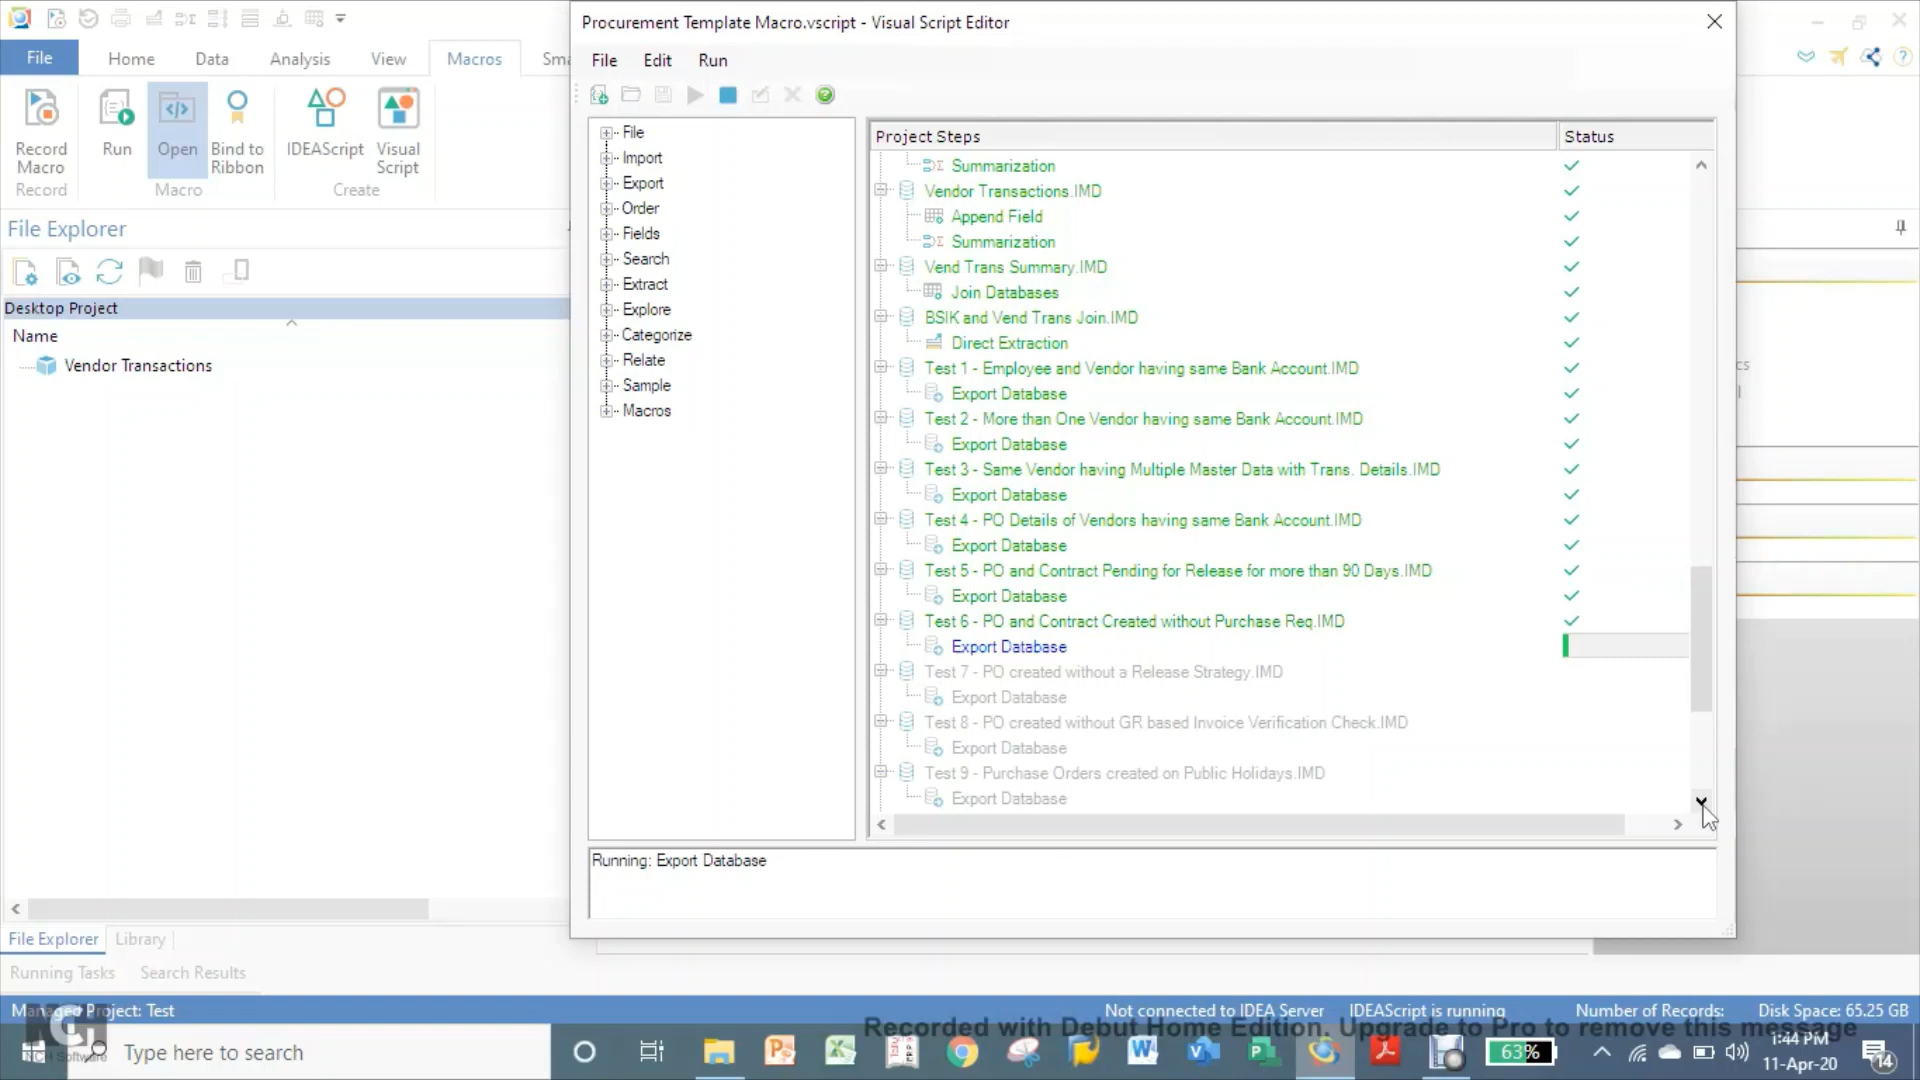 Procurement Template Macro.vscript - Visual Script Editor
File Home Data Analysis View Macros Sma
File Edit Run
Record Macro
Run
Open
Bind to Ribbon
IDEAScript
Visual Script
Record Macro Create
File Explorer
Desktop Project
Name
Vendor Transactions
File
Import
Export
Order
Fields
Search
Extract
Explore
Categorize
Relate
Sample
Macros
Project Steps Status
Summarization
Vendor Transactions.IMD
Append Field
Summarization
Vend Trans Summary.IMD
Join Databases
BSIK and Vend Trans Join.IMD
Direct Extraction
Test 1 - Employee and Vendor having same Bank Account.IMD
Export Database
Test 2 - More than One Vendor having same Bank Account.IMD
Export Database
Test 3 - Same Vendor having Multiple Master Data with Trans. Details.IMD
Export Database
Test 4 - PO Details of Vendors having same Bank Account.IMD
Export Database
Test 5 - PO and Contract Pending for Release for more than 90 Days.IMD
Export Database
Test 6 - PO and Contract Created without Purchase Req.IMD
Export Database
Test 7 - PO created without a Release Strategy.IMD
Export Database
Test 8 - PO created without GR based Invoice Verification Check.IMD
Export Database
Test 9 - Purchase Orders created on Public Holidays.IMD
Export Database
Running: Export Database
File Explorer Library
Running Tasks Search Results
Managed Project: Test Not connected to IDEA Server IDEAScript is running Number of Records: Disk Space: 65.25 GB
Recorded with Debut Home Edition. Upgrade to Pro to remove this message
NCH Software
Type here to search
63%
1:44 PM
11-Apr-20
14